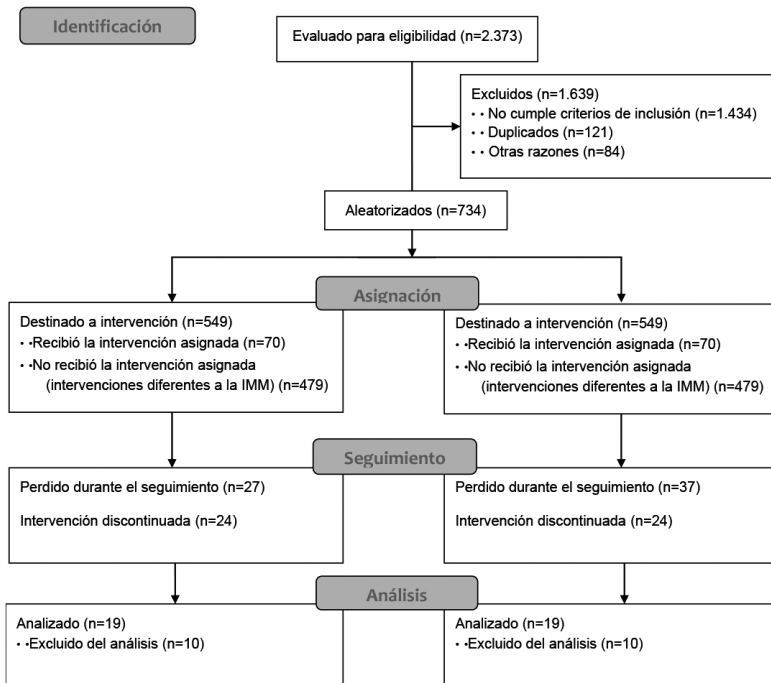 Identificación
Evaluado para eligibilidad (n=2.373)
Excluidos (n=1.639)
• • No cumple criterios de inclusión (n=1.434)
• • Duplicados (n=121)
• • Otras razones (n=84)
Aleatorizados (n=734)
Asignación
Destinado a intervención (n=549)
• •Recibió la intervención asignada (n=70)
• •No recibió la intervención asignada
(intervenciones diferentes a la IMM) (n=479)
Destinado a intervención (n=549)
• •Recibió la intervención asignada (n=70)
• •No recibió la intervención asignada
(intervenciones diferentes a la IMM) (n=479)
Seguimiento
Perdido durante el seguimiento (n=27)
Intervención discontinuada (n=24)
Perdido durante el seguimiento (n=37)
Intervención discontinuada (n=24)
Análisis
Analizado (n=19)
• •Excluido del análisis (n=10)
Analizado (n=19)
• •Excluido del análisis (n=10)